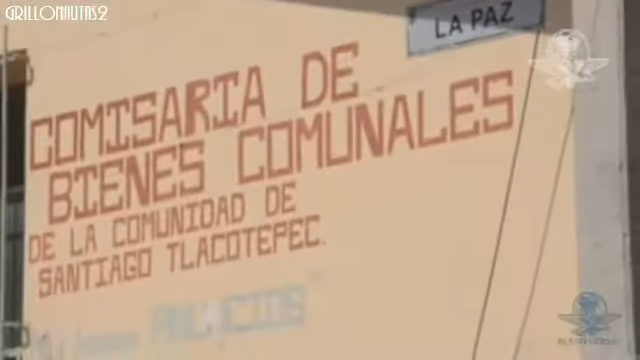 GRILLONAUTAS2
LA PAZ
COMISARIA DE
BIENES COMUNALES
DE LA COMUNIDAD DE
SANTIAGO TLACOTEPEC.